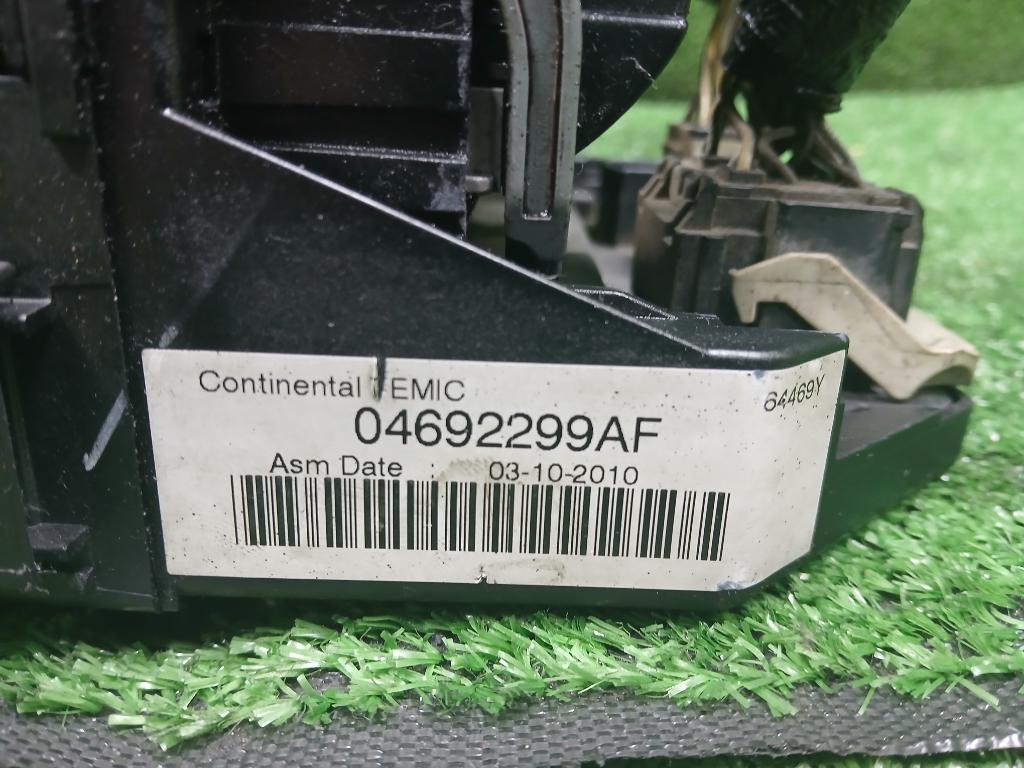 Continental TEMIC
64469Y
04692299AF
Asm Date : 03-10-2010